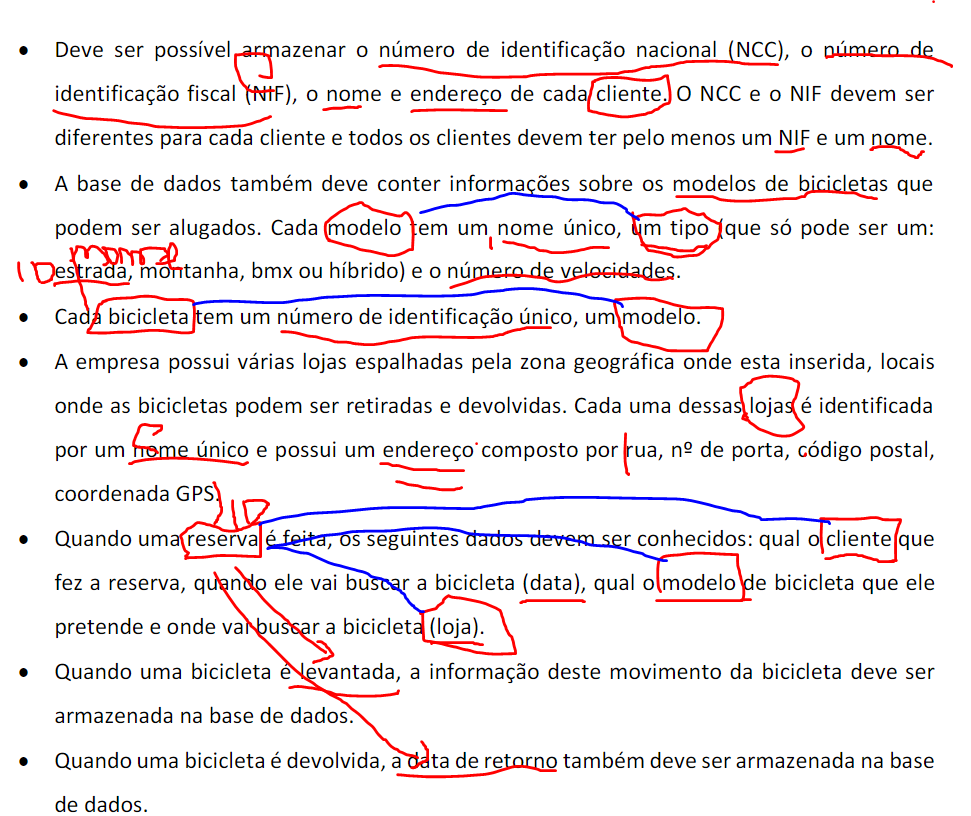 • Deve ser possível armazenar o número de identificação nacional (NCC), o número de
identificação fiscal (NIF), o nome e endereço de cada cliente. O NCC e o NIF devem ser
diferentes para cada cliente e todos os clientes devem ter pelo menos um NIF e um nome.
• A base de dados também deve conter informações sobre os modelos de bicicletas que
podem ser alugados. Cada modelo tem um nome único, um tipo (que só pode ser um:
ID
estrada, montanha, bmx ou híbrido) e o número de velocidades.
• Cada bicicleta tem um número de identificação único, um modelo.
• A empresa possui várias lojas espalhadas pela zona geográfica onde esta inserida, locais
onde as bicicletas podem ser retiradas e devolvidas. Cada uma dessas lojas é identificada
por um nome único e possui um endereço composto por rua, nº de porta, código postal,
coordenada GPS.
ID
• Quando uma reserva é feita, os seguintes dados devem ser conhecidos: qual o cliente que
fez a reserva, quando ele vai buscar a bicicleta (data), qual o modelo de bicicleta que ele
pretende e onde vai buscar a bicicleta (loja).
• Quando uma bicicleta é levantada, a informação deste movimento da bicicleta deve ser
armazenada na base de dados.
• Quando uma bicicleta é devolvida, a data de retorno também deve ser armazenada na base
de dados.